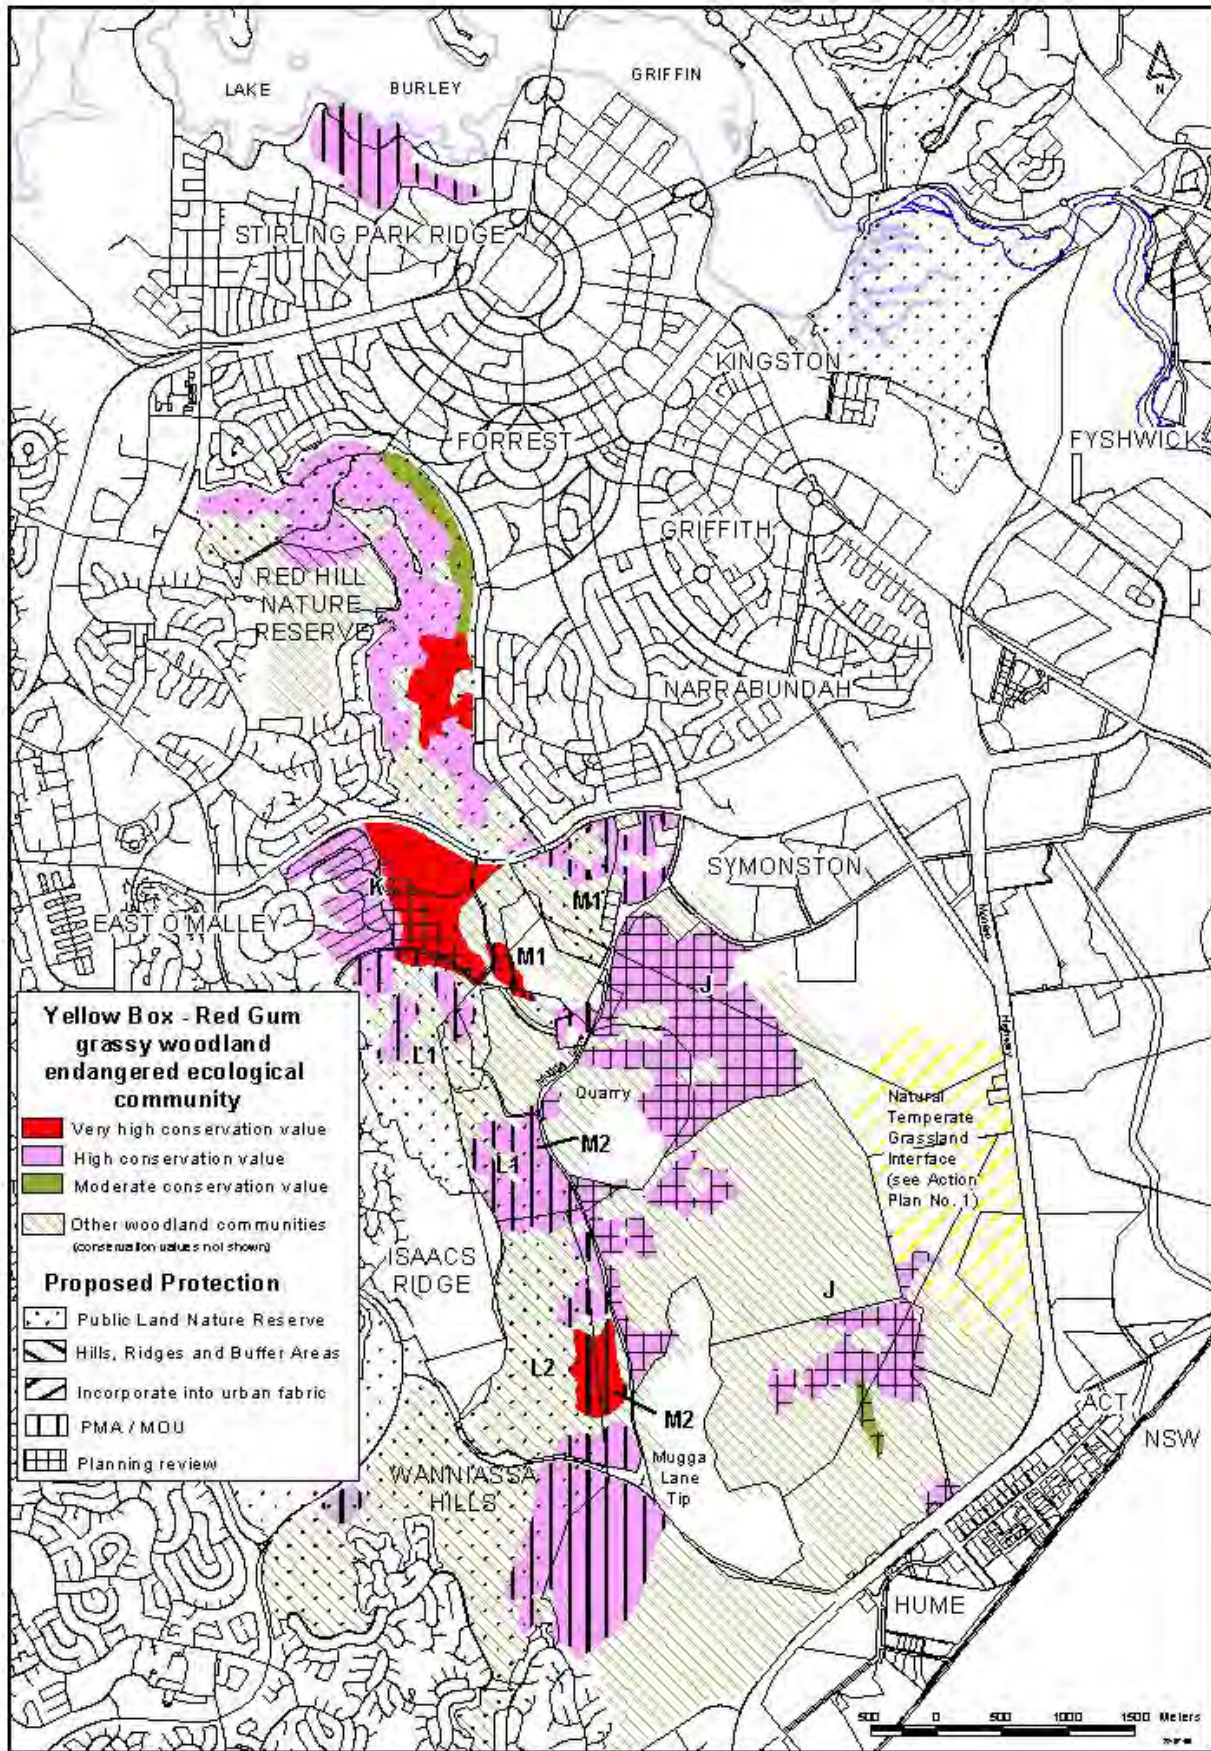 LAKE
BURLEY
GRIFFIN
N
STIRLING PARK RIDGE
KINGSTON
FORREST
FYSHWICK
GRIFFITH
RED HILL
NATURE
RESERVE
NARRABUNDAH
SYMONSTON
K
M1
EAST O'MALLEY
M1
J
L1
Mugga
Quarry
Highway
Natural
Temperate
Grassland
Interface
(see Action
Plan No. 1)
M2
L1
ISAACS
RIDGE
J
L2
M2
ACT
NSW
Mugga
Lane
Tip
WANNIASSA
HILLS
HUME
Yellow Box - Red Gum
grassy woodland
endangered ecological
community
Very high conservation value
High conservation value
Moderate conservation value
Other woodland communities
(conservation values not shown)
Proposed Protection
Public Land Nature Reserve
Hills, Ridges and Buffer Areas
Incorporate into urban fabric
PMA / MOU
Planning review
500 0 500 1000 1500 Meters